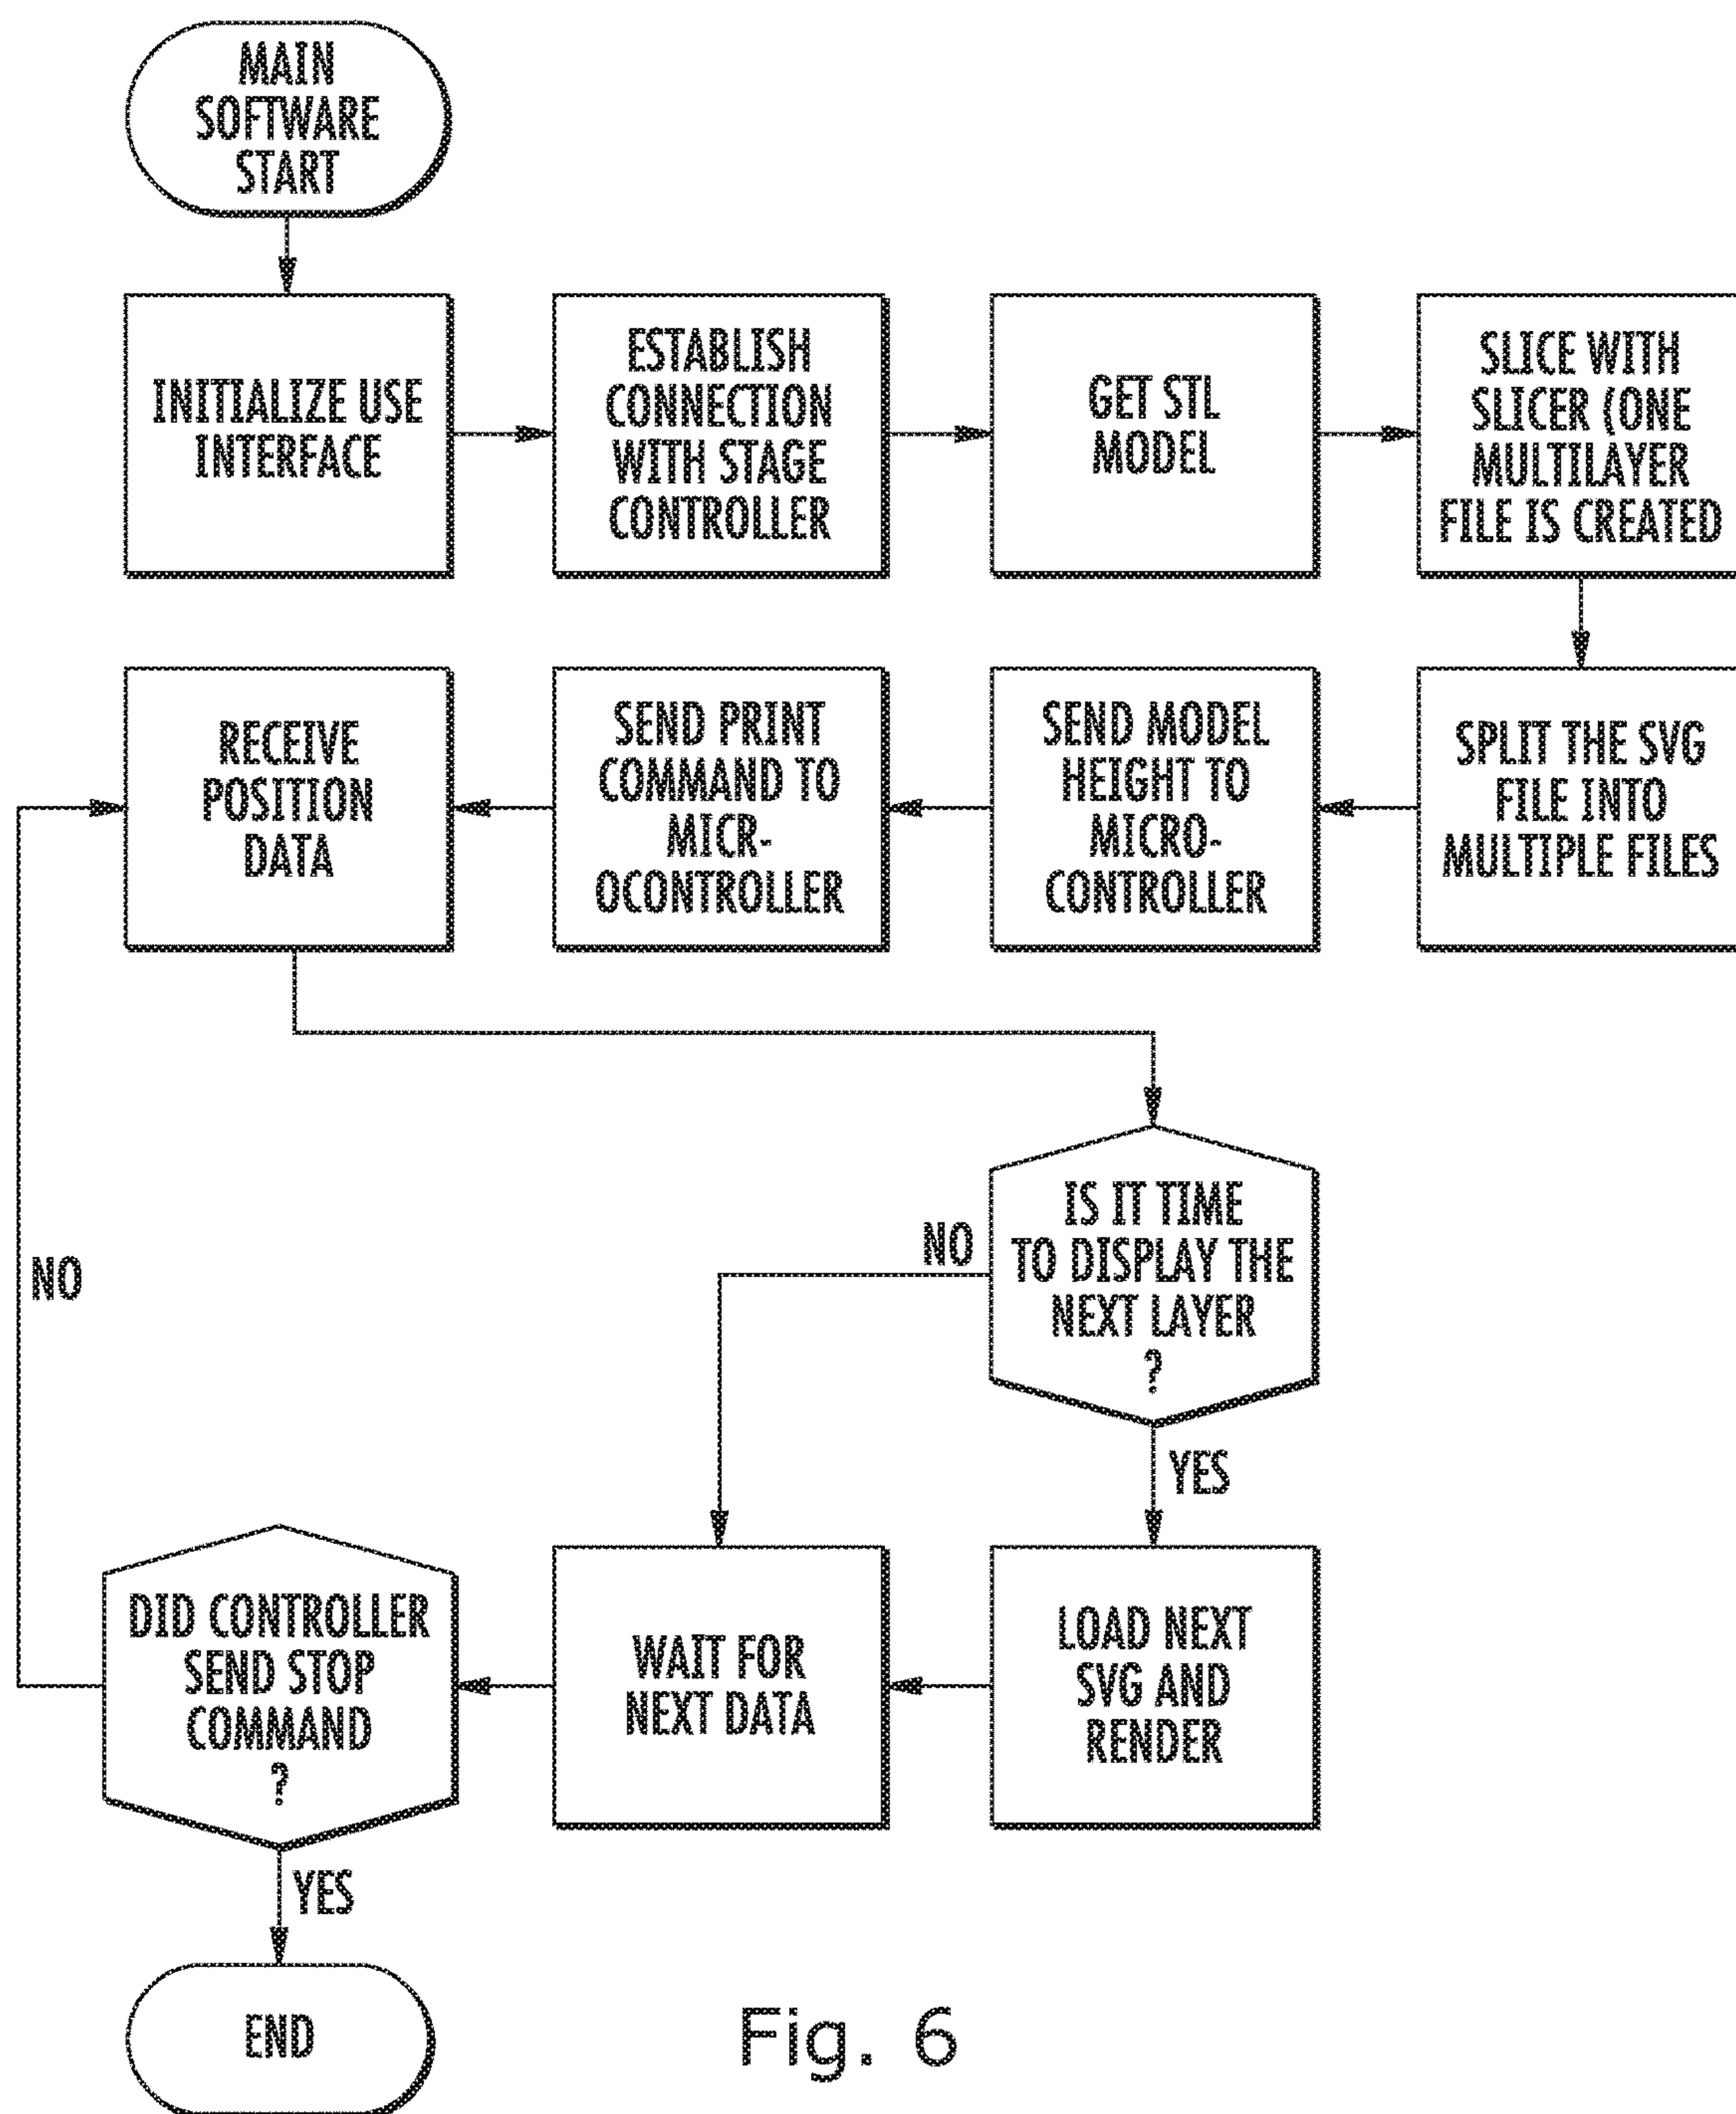 MAIN
SOFTWARE
START
INITIALIZE USE
INTERFACE
ESTABLISH
CONNECTION
WITH STAGE
CONTROLLER
GET STL
MODEL
SLICE WITH
SLICER (ONE
MULTILAYER
FILE IS CREATED
RECEIVE
POSITION
DATA
SEND PRINT
COMMAND TO
MICR-
OCONTROLLER
SEND MODEL
HEIGHT TO
MICRO-
CONTROLLER
SPLIT THE SVG
FILE INTO
MULTIPLE FILES
NO
IS IT TIME
TO DISPLAY THE
NEXT LAYER
?
NO
YES
DID CONTROLLER
SEND STOP
COMMAND
?
WAIT FOR
NEXT DATA
LOAD NEXT
SVG AND
RENDER
YES
END
Fig. 6